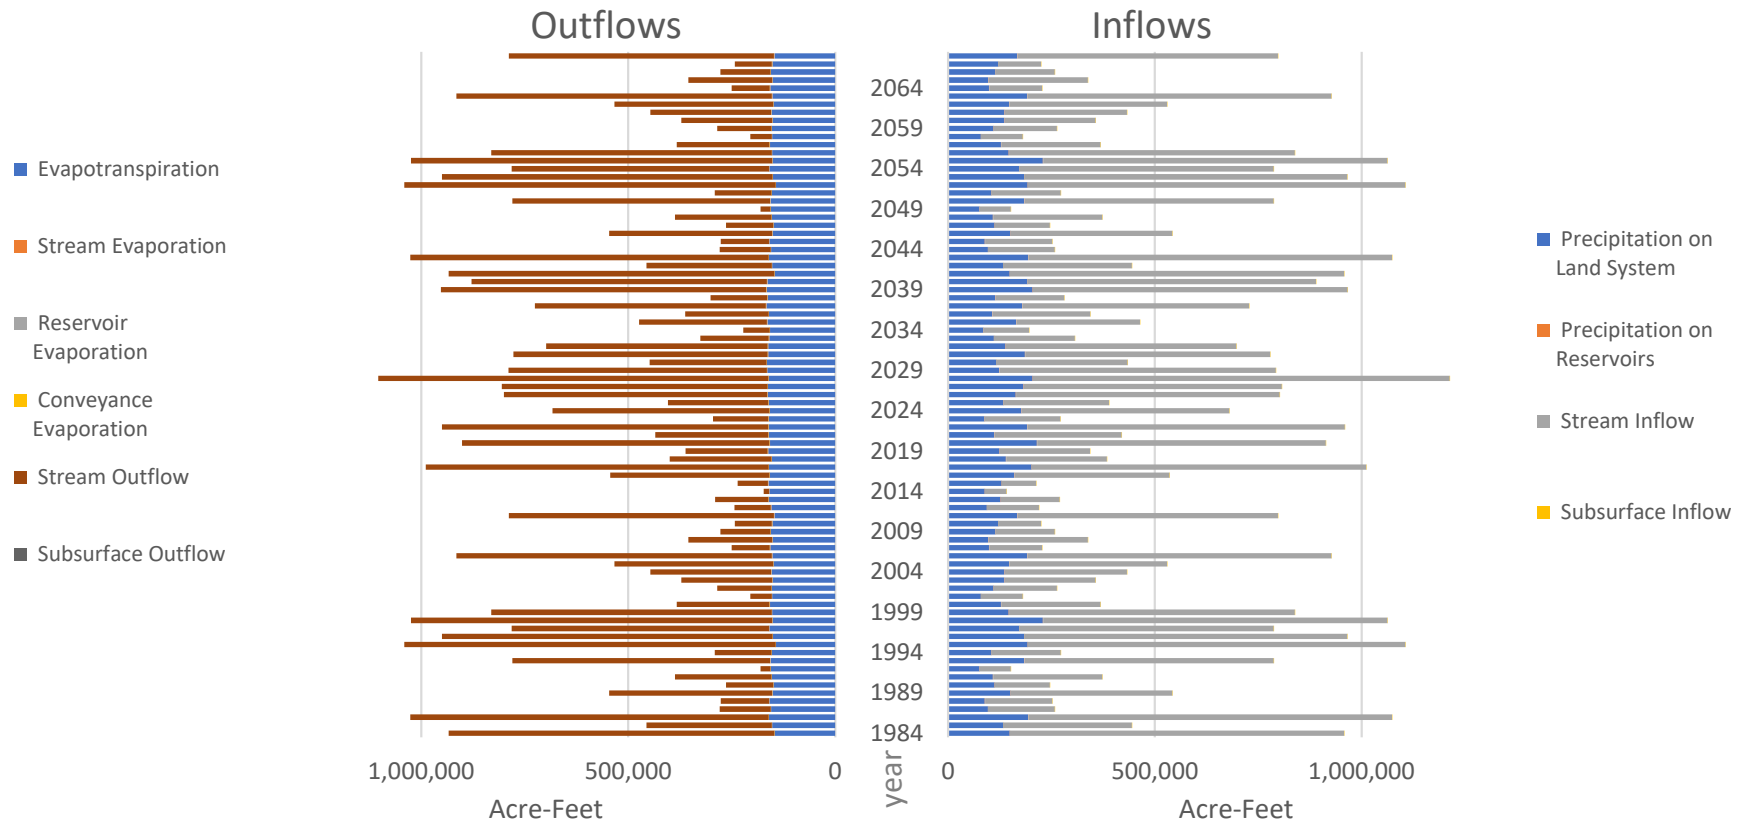 Outflows
Inflows
Evapotranspiration
Stream Evaporation
Reservoir
Evaporation
Conveyance
Evaporation
Stream Outflow
Subsurface Outflow
2064
2059
2054
2049
2044
2039
2034
2029
2024
2019
2014
2009
2004
1999
1994
1989
1984
year
Precipitation on
Land System
Precipitation on
Reservoirs
Stream Inflow
Subsurface Inflow
1,000,000
500,000
0
0
500,000
1,000,000
Acre-Feet
Acre-Feet